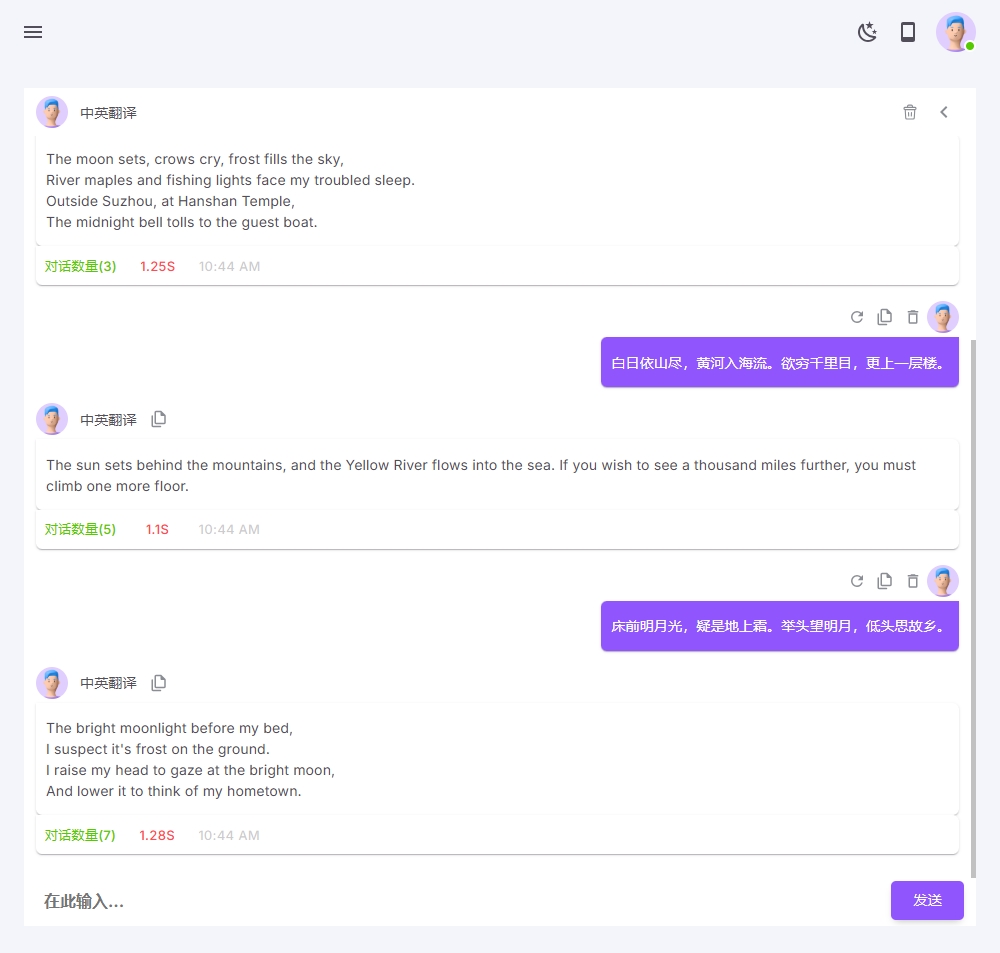 中英翻译
The moon sets, crows cry, frost fills the sky,
River maples and fishing lights face my troubled sleep.
Outside Suzhou, at Hanshan Temple,
The midnight bell tolls to the guest boat.
对话数量(3) 1.25S 10:44 AM
白日依山尽，黄河入海流。欲穷千里目，更上一层楼。
中英翻译
The sun sets behind the mountains, and the Yellow River flows into the sea. If you wish to see a thousand miles further, you must
climb one more floor.
对话数量(5) 1.1S 10:44 AM
床前明月光，疑是地上霜。举头望明月，低头思故乡。
中英翻译
The bright moonlight before my bed,
I suspect it's frost on the ground.
I raise my head to gaze at the bright moon,
And lower it to think of my hometown.
对话数量(7) 1.28S 10:44 AM
在此输入... 发送